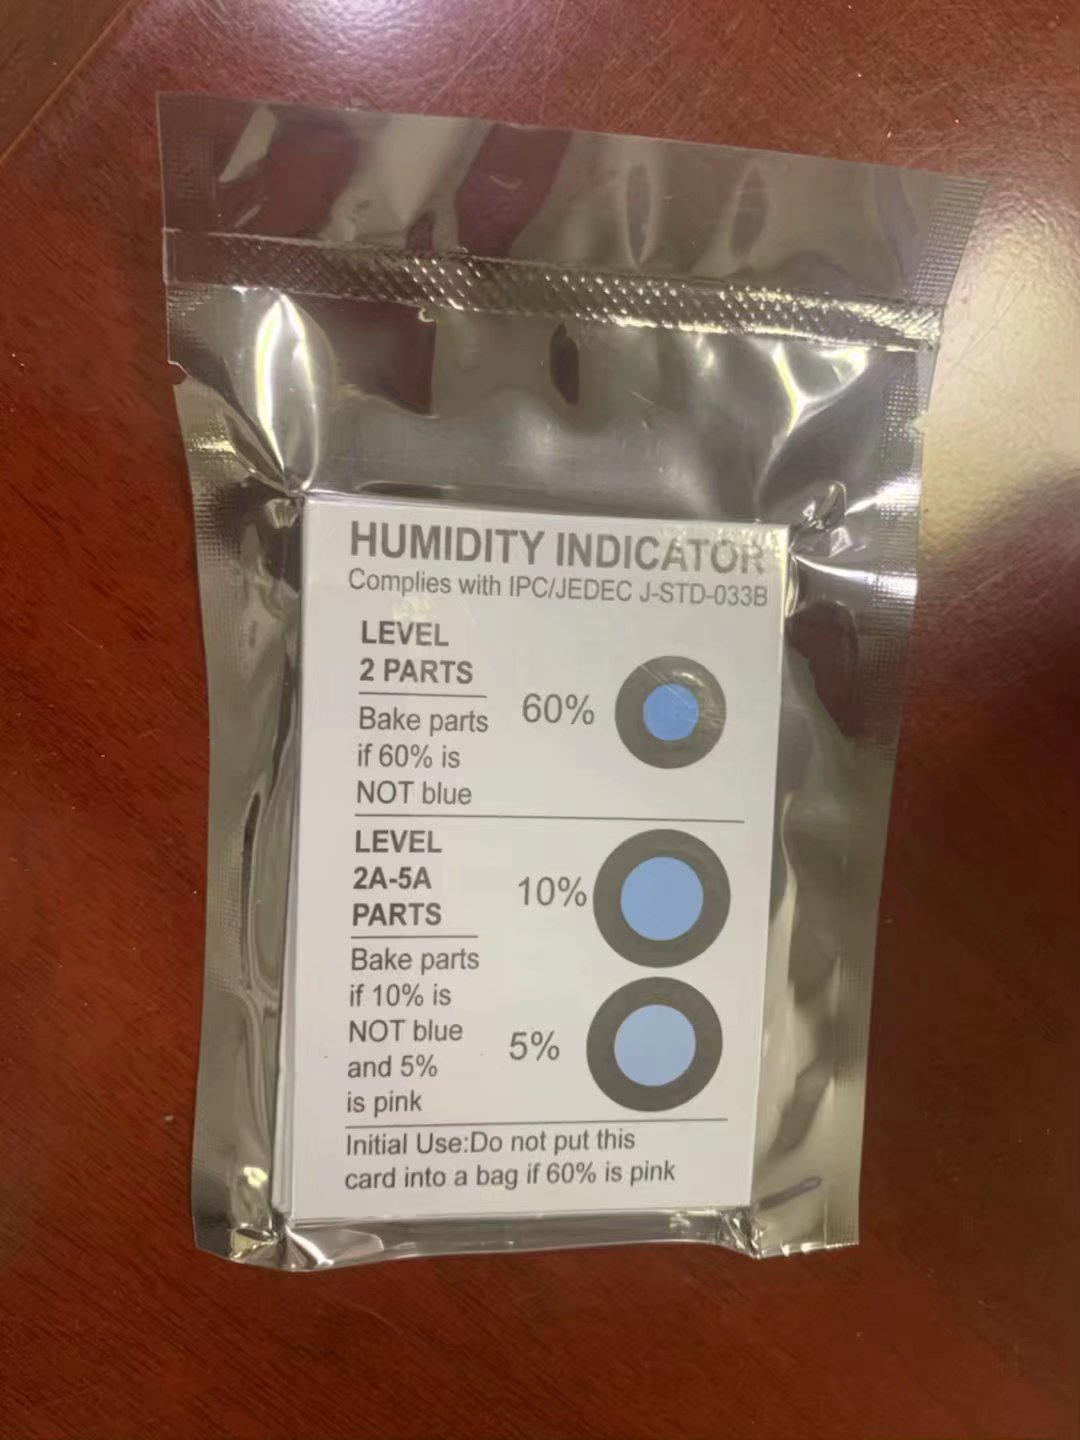 HUMIDITY INDICATOR
Complies with IPC/JEDEC J-STD-033B
LEVEL
2 PARTS
60%
Bake parts
if 60% is
NOT blue
LEVEL
2A-5A
PARTS
10%
Bake parts
if 10% is
NOT blue
and 5%
is pink
5%
Initial Use:Do not put this
card into a bag if 60% is pink